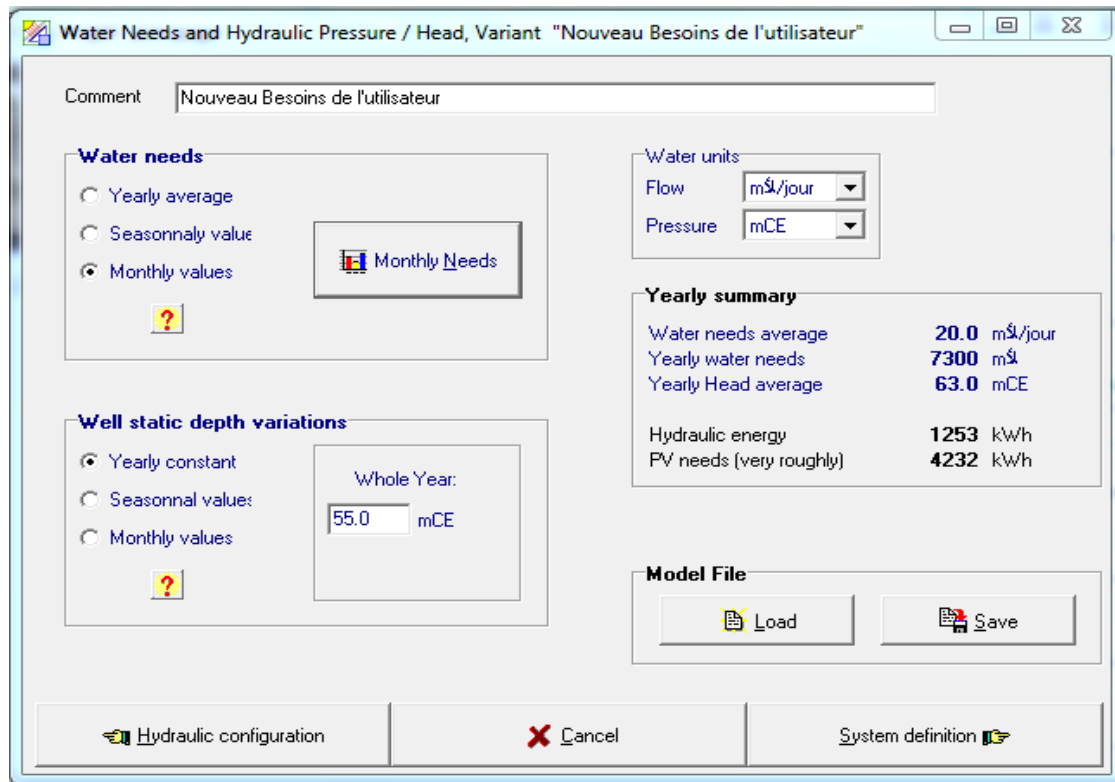 Water Needs and Hydraulic Pressure / Head, Variant "Nouveau Besoins de l'utilisateur"
Comment Nouveau Besoins de l'utilisateur
Water needs
Yearly average
Seasonnaly value
Monthly values
Monthly Needs
?
Water units
Flow mَلا/jour
Pressure mCE
Yearly summary
Water needs average 20.0 mَلا/jour
Yearly water needs 7300 mَلا
Yearly Head average 63.0 mCE
Hydraulic energy 1253 kWh
PV needs (very roughly) 4232 kWh
Well static depth variations
Yearly constant
Seasonnal values
Monthly values
Whole Year:
55.0 mCE
?
Model File
Load
Save
Hydraulic configuration
Cancel
System definition